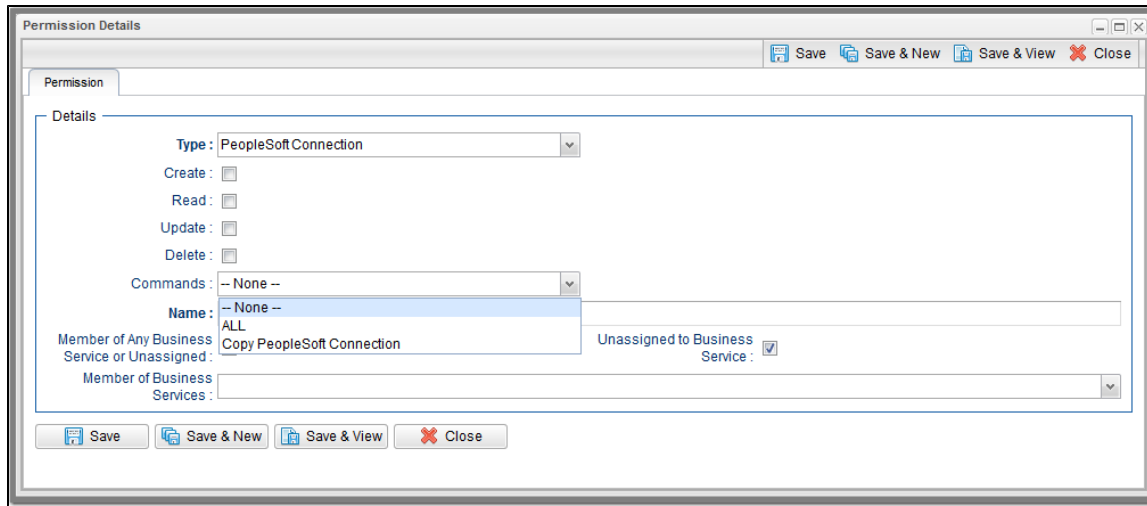 Permission Details
Save Save & New Save & View Close
Permission
Details
Type : PeopleSoft Connection
Create :
Read :
Update :
Delete :
Commands : -- None --
-- None --
Name :
ALL
Copy PeopleSoft Connection
Member of Any Business
Service or Unassigned :
Unassigned to Business
Service :
Member of Business
Services :
Save Save & New Save & View Close